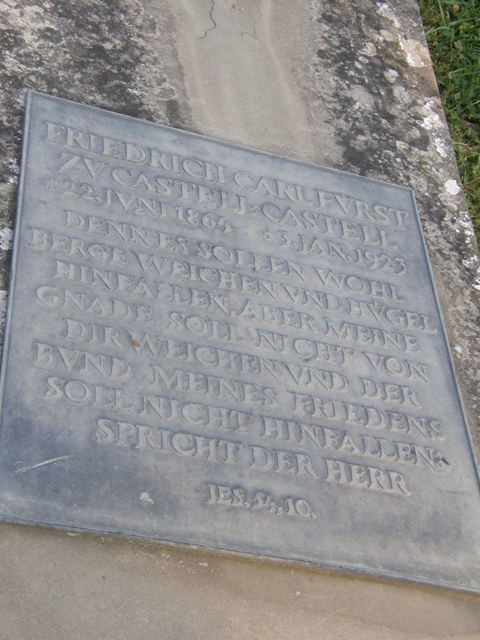 FRIEDRICH CARL FVRST
ZV CASTELL-CASTELL
*22. IVNI 1864 +3. JAN. 1923
DENN ES SOLLEN WOHL
BERGE WEICHEN VND HVGEL
HINFALLEN, ABER MEINE
GNADE SOLL NICHT VON
DIR WEICHEN VND DER
BVND MEINES FRIEDENS
SOLL NICHT HINFALLEN:
SPRICHT DER HERR
JES. 54,10.